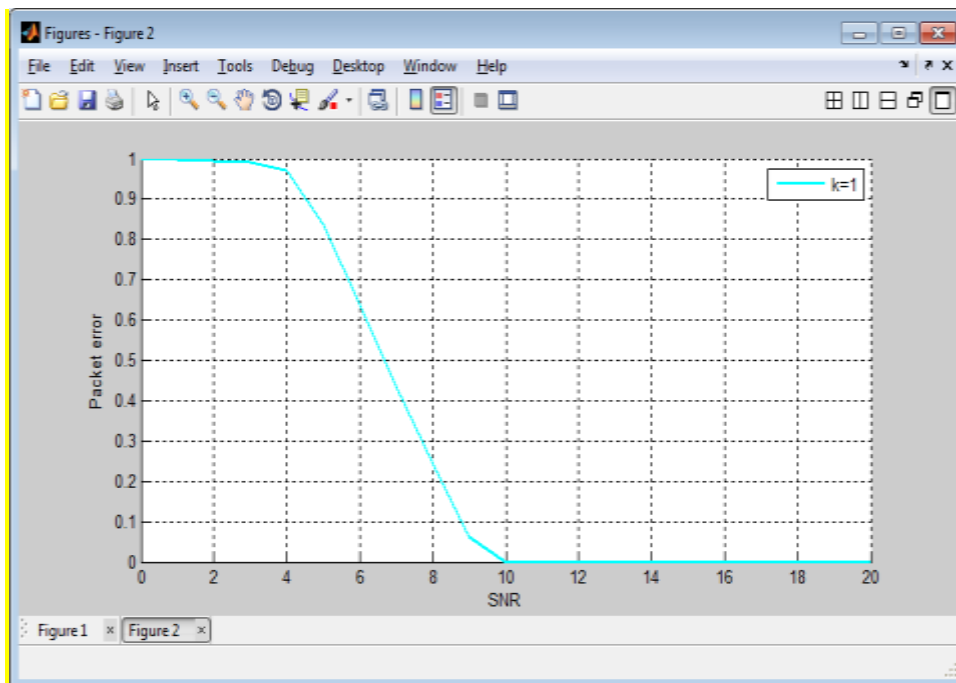 Figures - Figure 2
File Edit View Insert Tools Debug Desktop Window Help
k=1
1
0.9
0.8
0.7
0.6
0.5
0.4
0.3
0.2
0.1
0
Packet error
0 2 4 6 8 10 12 14 16 18 20
SNR
Figure 1 × Figure 2 ×